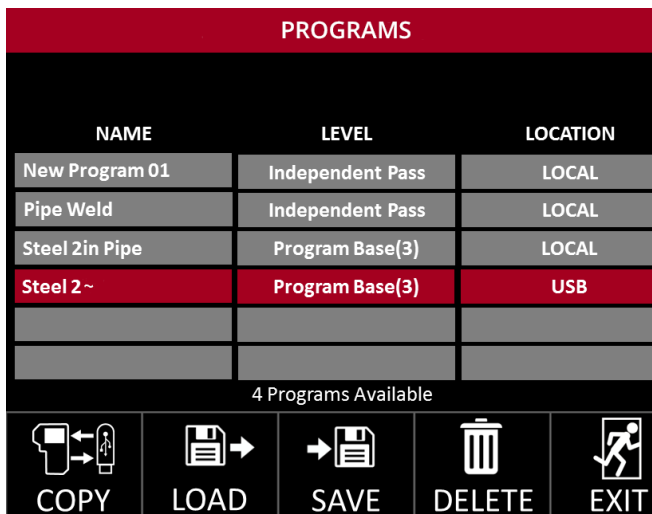 PROGRAMS
NAME LEVEL LOCATION
New Program 01 Independent Pass LOCAL
Pipe Weld Independent Pass LOCAL
Steel 2in Pipe Program Base(3) LOCAL
Steel 2~ Program Base(3) USB
4 Programs Available
COPY LOAD SAVE DELETE EXIT